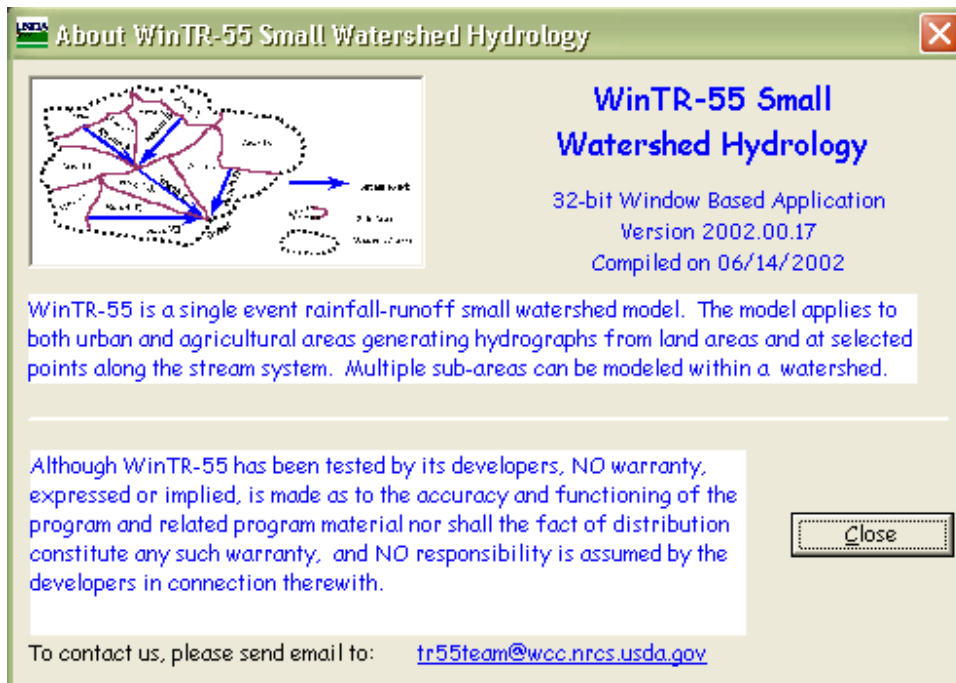 USDA
About WinTR-55 Small Watershed Hydrology
WinTR-55 Small
Watershed Hydrology
32-bit Window Based Application
Version 2002.00.17
Compiled on 06/14/2002
WinTR-55 is a single event rainfall-runoff small watershed model. The model applies to
both urban and agricultural areas generating hydrographs from land areas and at selected
points along the stream system. Multiple sub-areas can be modeled within a watershed.
Although WinTR-55 has been tested by its developers, NO warranty,
expressed or implied, is made as to the accuracy and functioning of the
program and related program material nor shall the fact of distribution
constitute any such warranty, and NO responsibility is assumed by the
developers in connection therewith.
Close
To contact us, please send email to: tr55team@wcc.nrcs.usda.gov